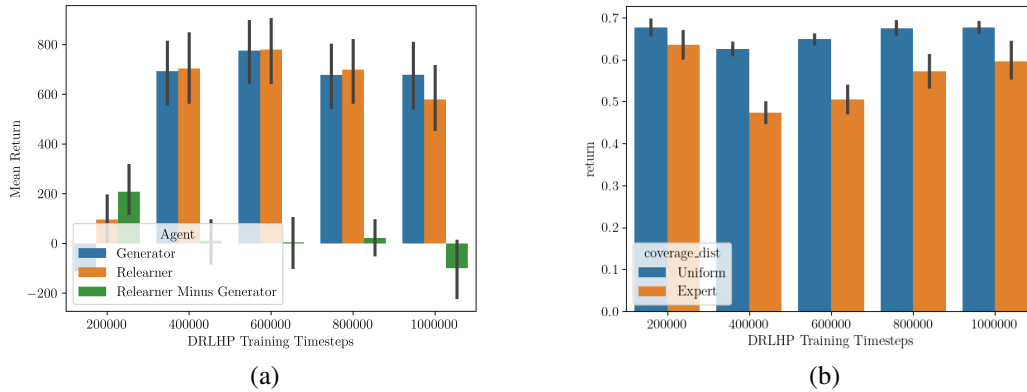 800
600
400
200
0
−200
Mean Return
Agent
Generator
Relearner
Relearner Minus Generator
200000 400000 600000 800000 1000000
DRLHP Training Timesteps
(a)
0.7
0.6
0.5
0.4
0.3
0.2
0.1
0.0
return
coverage_dist
Uniform
Expert
200000 400000 600000 800000 1000000
DRLHP Training Timesteps
(b)